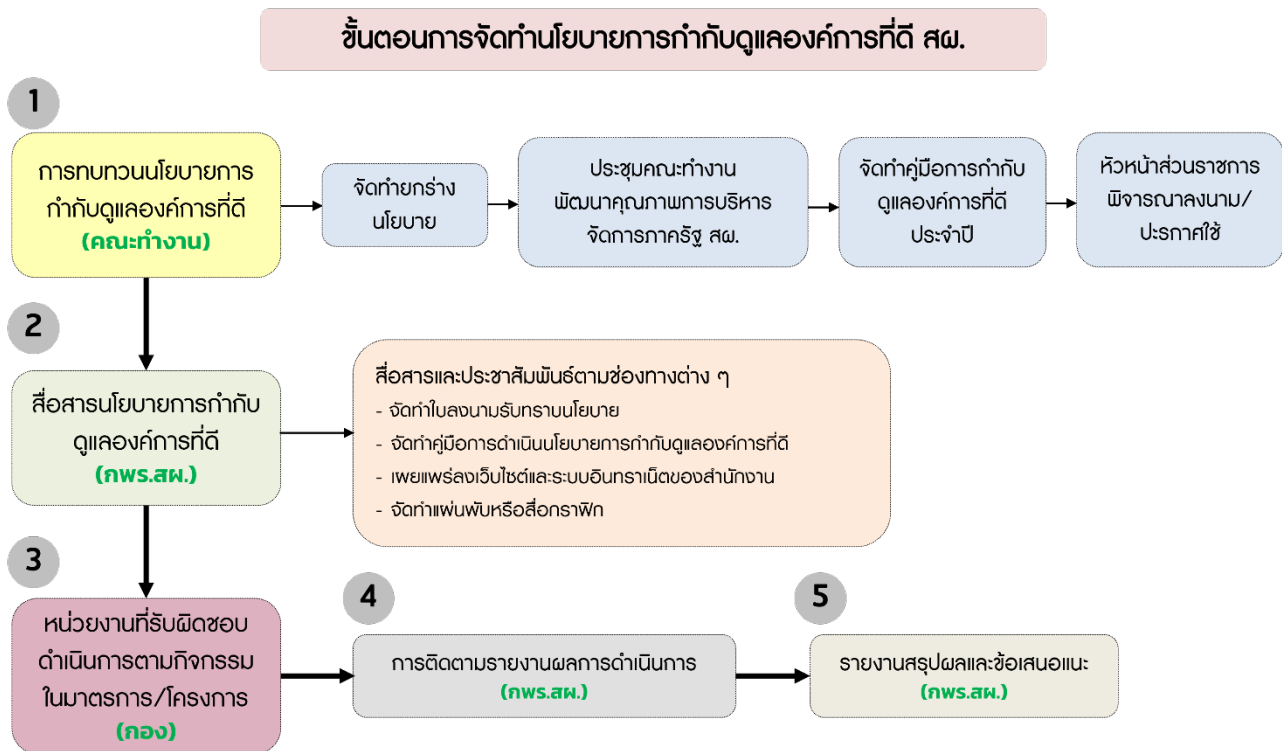 ขั้นตอนการจัดทำนโยบายการกำกับดูแลองค์การที่ดี สผ.
1
การทบทวนนโยบายการ
กำกับดูแลองค์การที่ดี
(คณะทำงาน)
จัดทำยกร่าง
นโยบาย
ประชุมคณะทำงาน
พัฒนาคุณภาพการบริหาร
จัดการภาครัฐ สผ.
จัดทำคู่มือการกำกับ
ดูแลองค์การที่ดี
ประจำปี
หัวหน้าส่วนราชการ
พิจารณาลงนาม/
ประกาศใช้
2
สื่อสารนโยบายการกำกับ
ดูแลองค์การที่ดี
(กพร.สผ.)
สื่อสารและประชาสัมพันธ์ตามช่องทางต่าง ๆ
- จัดทำใบลงนามรับทราบนโยบาย
- จัดทำคู่มือการดำเนินนโยบายการกำกับดูแลองค์การที่ดี
- เผยแพร่ลงเว็บไซต์และระบบอินทราเน็ตของสำนักงาน
- จัดทำแผ่นพับหรือสื่อกราฟิก
3
หน่วยงานที่รับผิดชอบ
ดำเนินการตามกิจกรรม
ในมาตรการ/โครงการ
(กอง)
4
การติดตามรายงานผลการดำเนินการ
(กพร.สผ.)
5
รายงานสรุปผลและข้อเสนอแนะ
(กพร.สผ.)